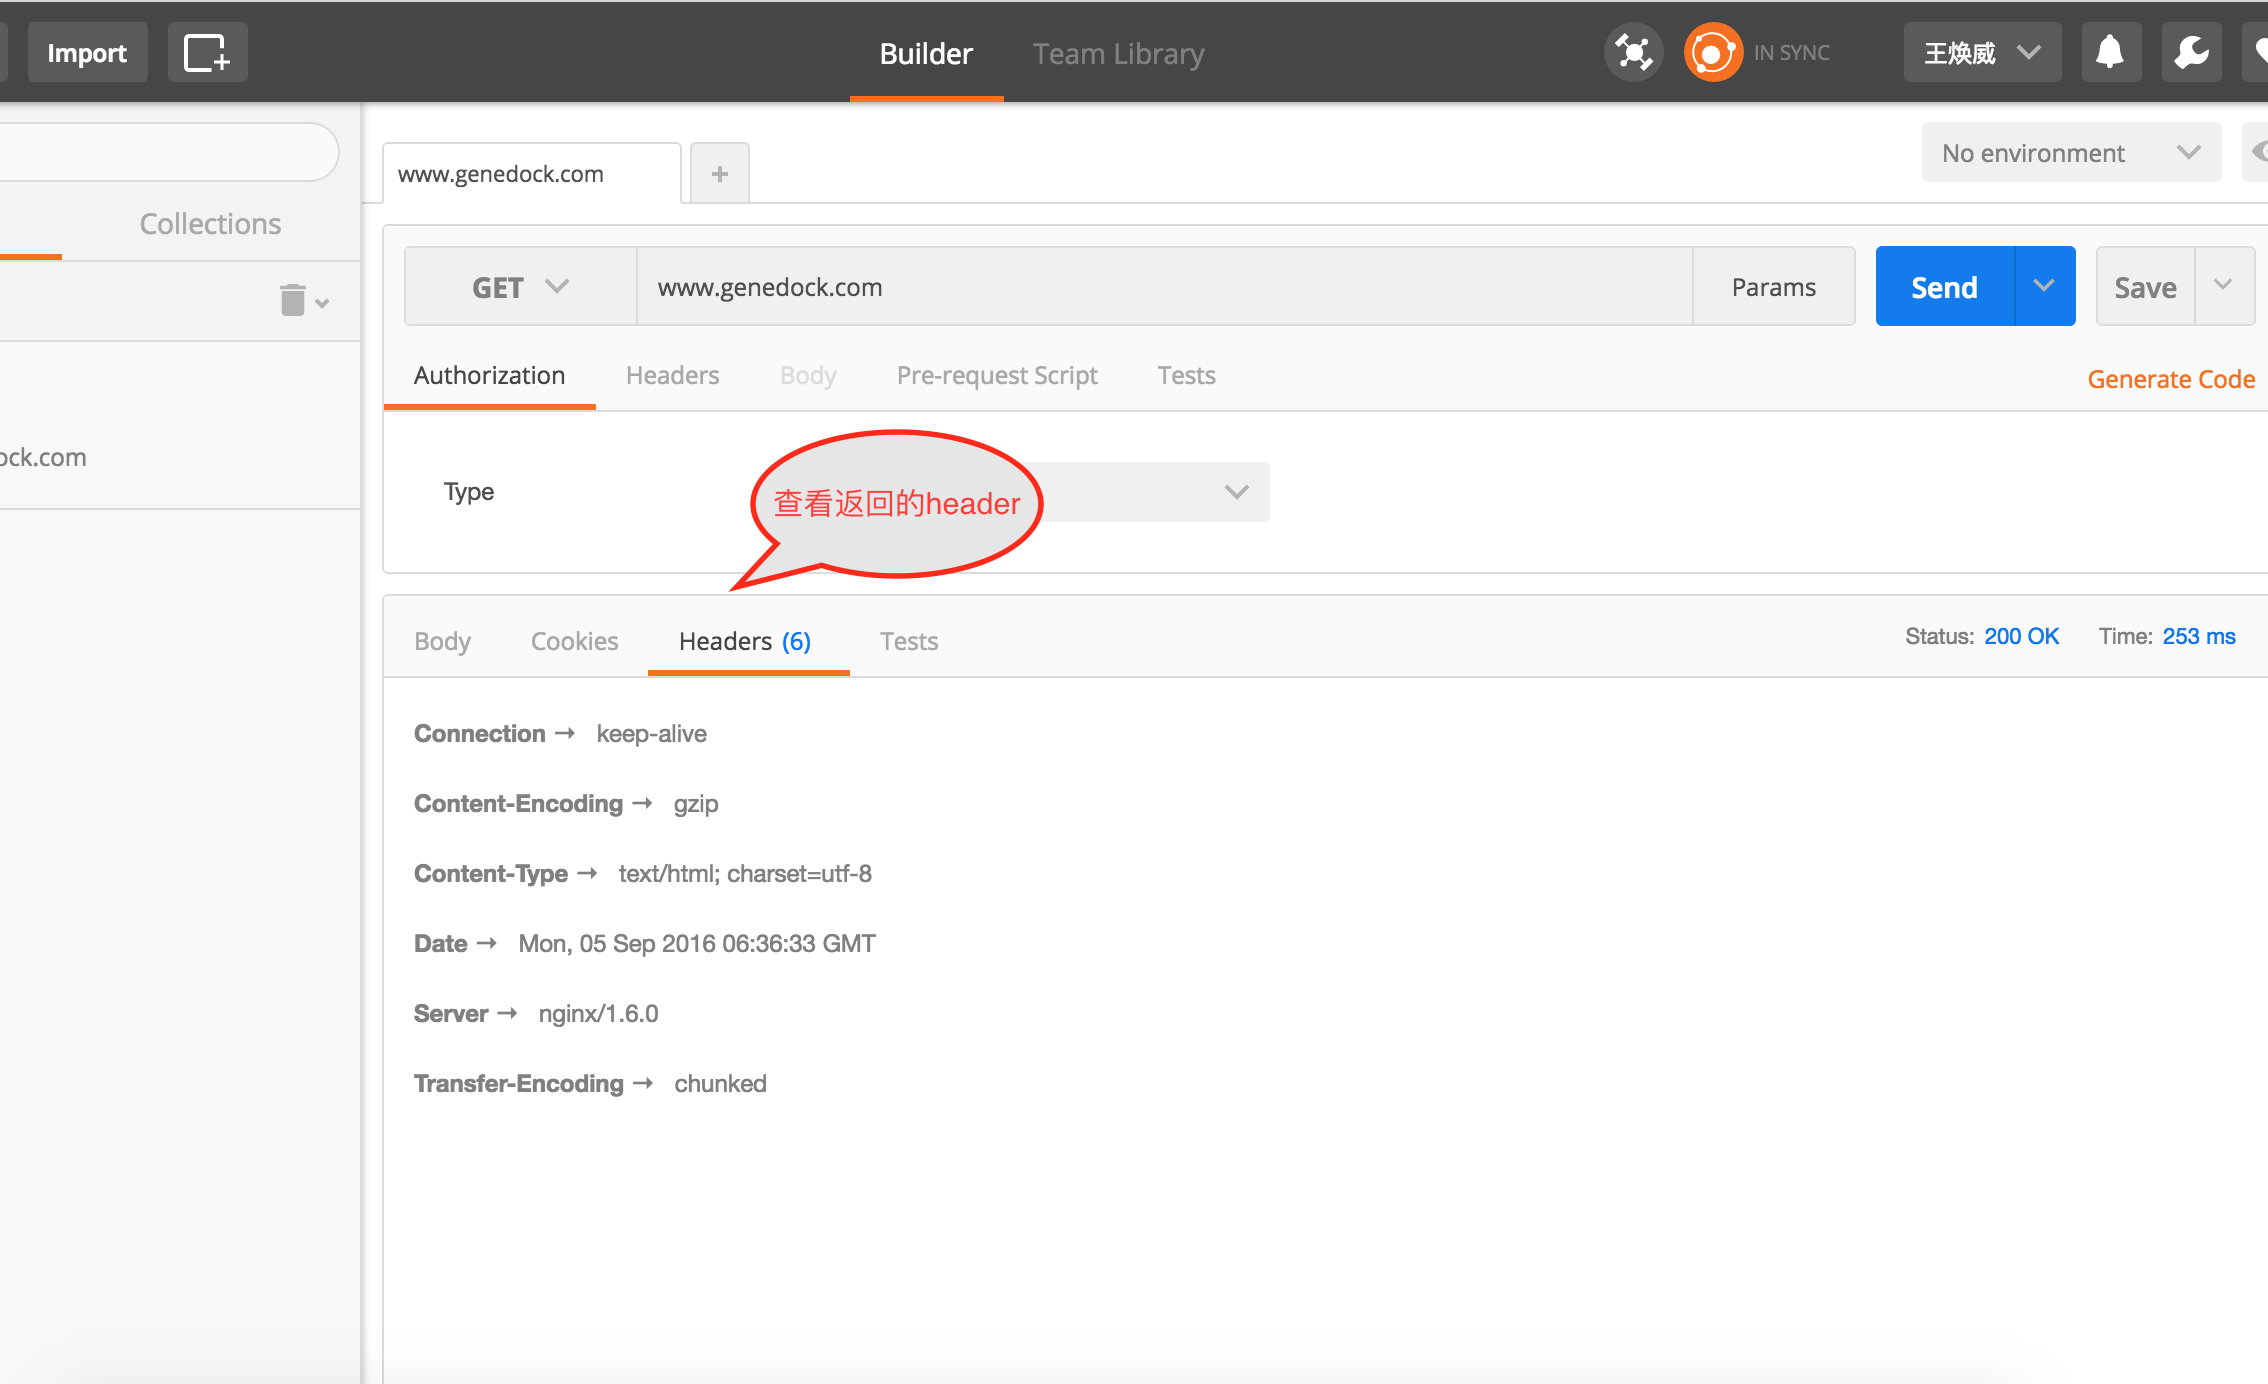 Import
Builder
Team Library
IN SYNC
王焕威
www.genedock.com
+
No environment
Collections
GET
www.genedock.com
Params
Send
Save
Authorization
Headers
Body
Pre-request Script
Tests
Generate Code
ock.com
Type
查看返回的header
Body
Cookies
Headers (6)
Tests
Status: 200 OK
Time: 253 ms
Connection → keep-alive
Content-Encoding → gzip
Content-Type → text/html; charset=utf-8
Date → Mon, 05 Sep 2016 06:36:33 GMT
Server → nginx/1.6.0
Transfer-Encoding → chunked